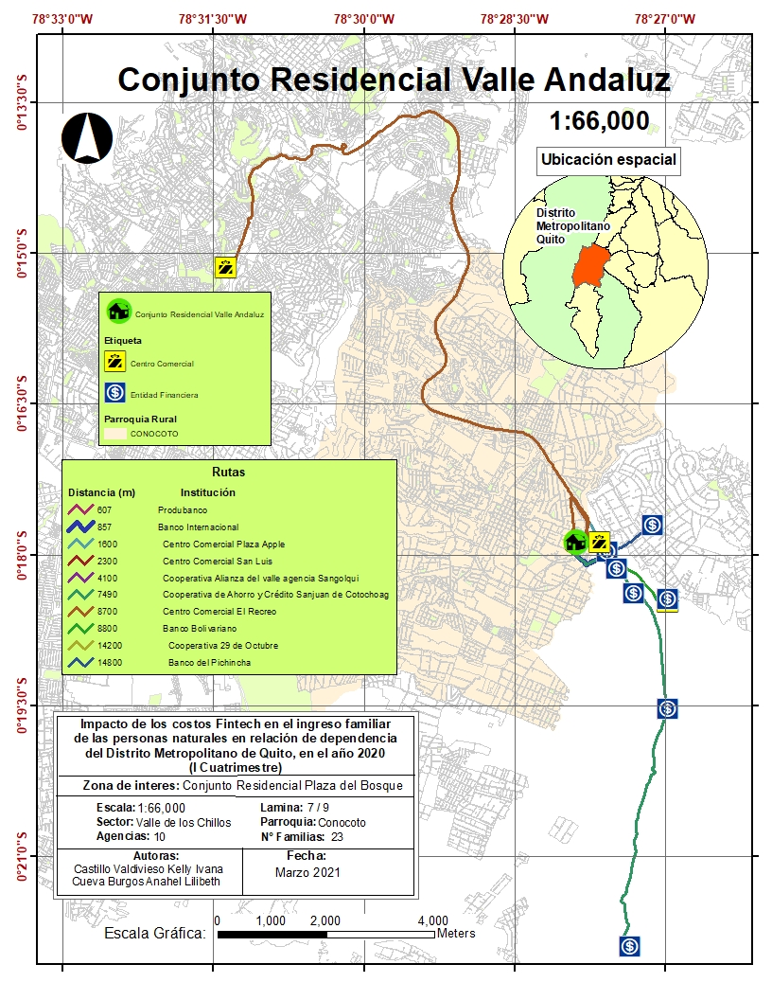 78°33'0"W 78°31'30"W 78°30'0"W 78°28'30"W 78°27'0"W
Conjunto Residencial Valle Andaluz
1:66,000
Ubicación espacial
Distrito
Metropolitano
Quito
0°13'30"S
0°15'0"S
0°16'30"S
0°18'0"S
0°19'30"S
0°21'0"S
Conjunto Residencial Valle Andaluz
Etiqueta
Centro Comercial
Entidad Financiera
Parroquia Rural
CONOCOTO
Rutas
Distancia (m) Institución
607 Produbanco
857 Banco Internacional
1600 Centro Comercial Plaza Apple
2300 Centro Comercial San Luis
4100 Cooperativa Alianza del valle agencia Sangolqui
7490 Cooperativa de Ahorro y Crédito Sanjuan de Cotochoag
8700 Centro Comercial El Recreo
8800 Banco Bolivariano
14200 Cooperativa 29 de Octubre
14800 Banco del Pichincha
Impacto de los costos Fintech en el ingreso familiar
de las personas naturales en relación de dependencia
del Distrito Metropolitano de Quito, en el año 2020
(I Cuatrimestre)
Zona de interes: Conjunto Residencial Plaza del Bosque
Escala: 1:66,000 Lamina: 7 / 9
Sector: Valle de los Chillos Parroquia: Conocoto
Agencias: 10 N° Familias: 23
Autoras: Fecha:
Castillo Valdivieso Kelly Ivana Marzo 2021
Cueva Burgos Anahel Lilibeth
Escala Gráfica: 0 1,000 2,000 4,000 Meters